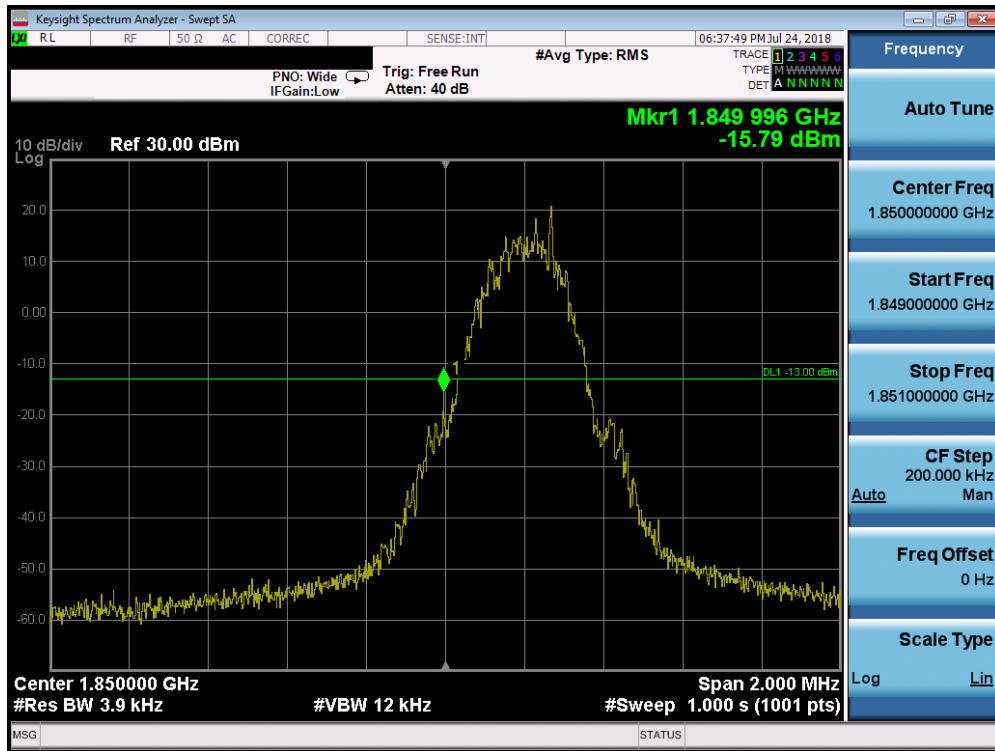 Keysight Spectrum Analyzer - Swept SA
LXI RL RF 50 Ω AC CORREC SENSE:INT 06:37:49 PM Jul 24, 2018
Frequency
#Avg Type: RMS
TRACE 1 2 3 4 5 6
PNO: Wide Trig: Free Run
TYPE M WWWWW
IFGain:Low Atten: 40 dB
DET A N N N N N
Auto Tune
Mkr1 1.849 996 GHz
-15.79 dBm
10 dB/div Ref 30.00 dBm
Log
20.0
10.0
0.00
-10.0
-20.0
-30.0
-40.0
-50.0
-60.0
DL1 -13.00 dBm
Center Freq
1.850000000 GHz
Start Freq
1.849000000 GHz
Stop Freq
1.851000000 GHz
CF Step
200.000 kHz
Auto Man
Freq Offset
0 Hz
Scale Type
Log Lin
Center 1.850000 GHz Span 2.000 MHz
#Res BW 3.9 kHz #VBW 12 kHz #Sweep 1.000 s (1001 pts)
MSG STATUS